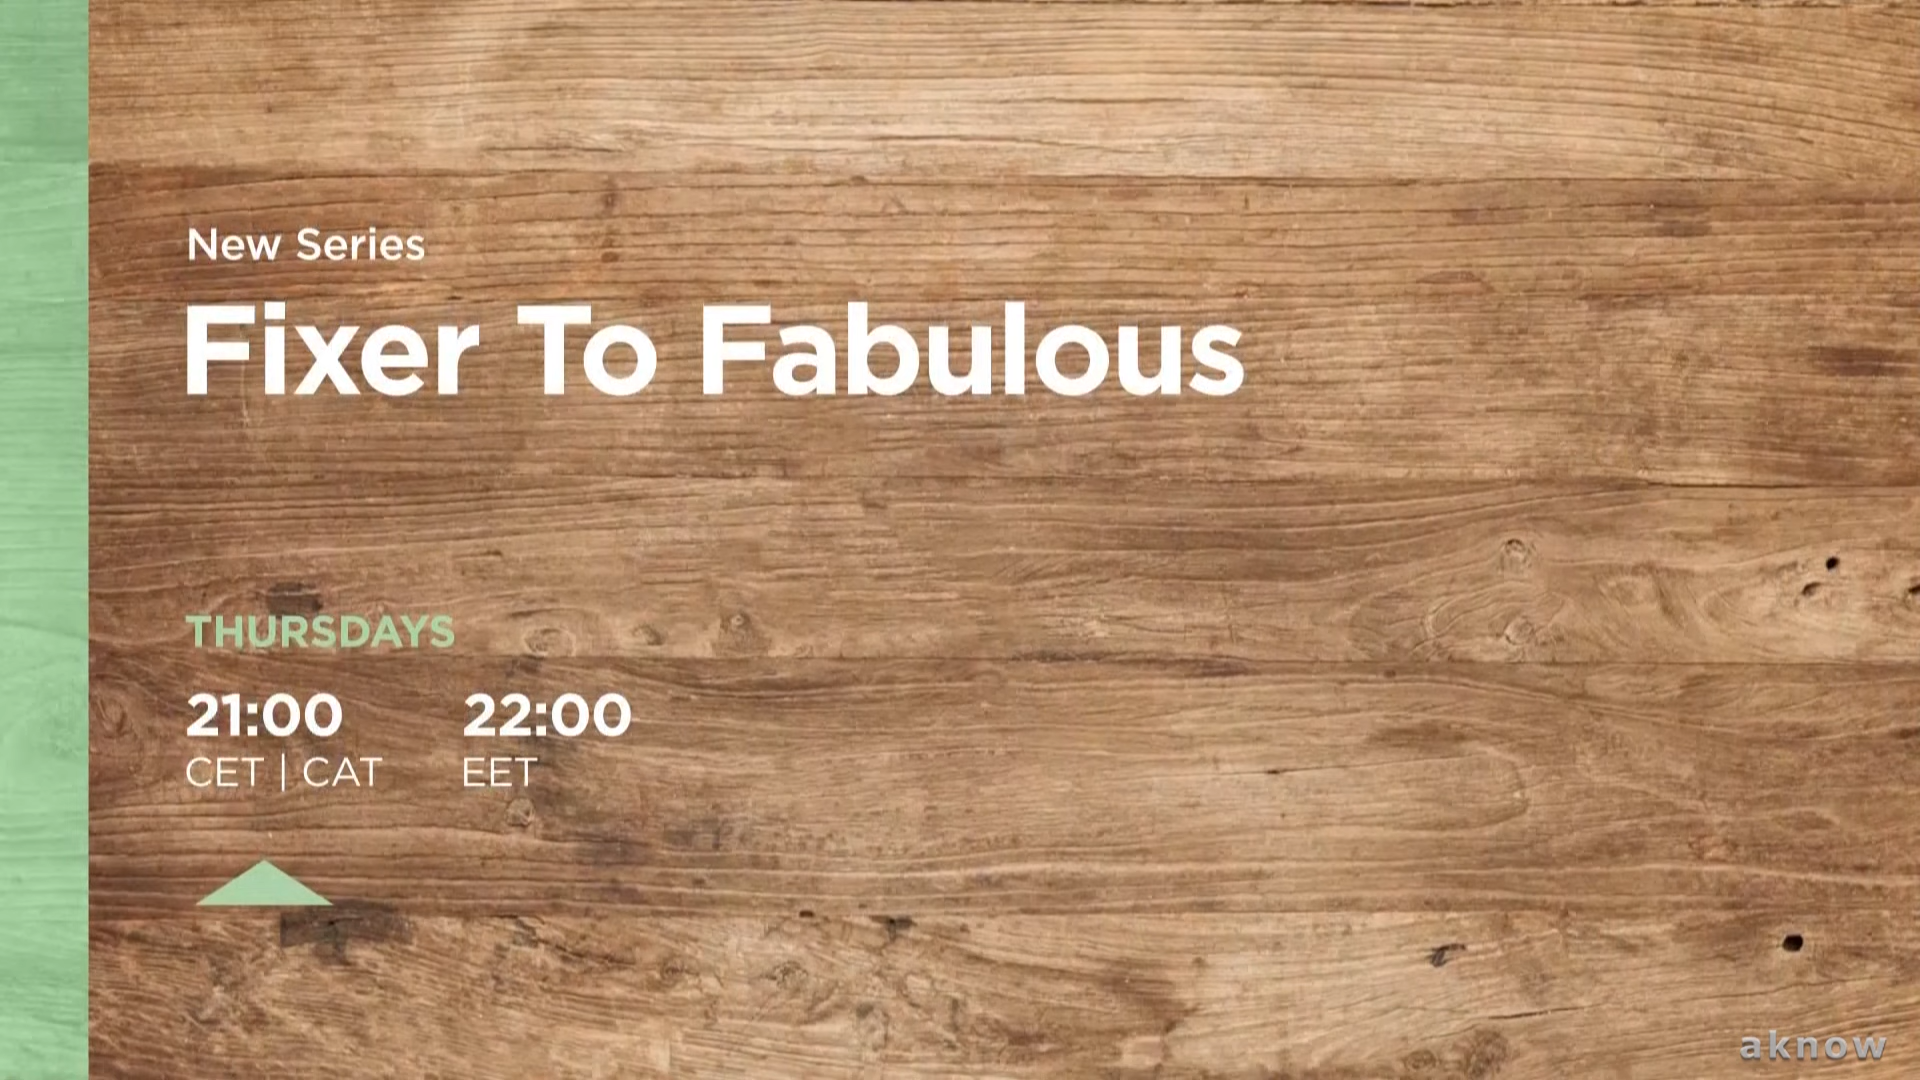 New Series
Fixer To Fabulous
THURSDAYS
21:00 22:00
CET | CAT EET
aknow